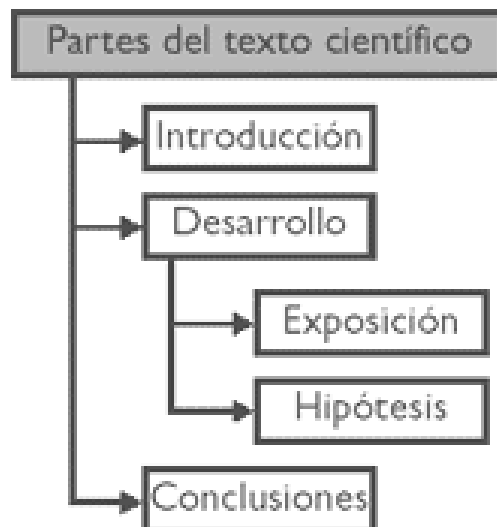 Partes del texto científico
Introducción
Desarrollo
Exposición
Hipótesis
Conclusiones